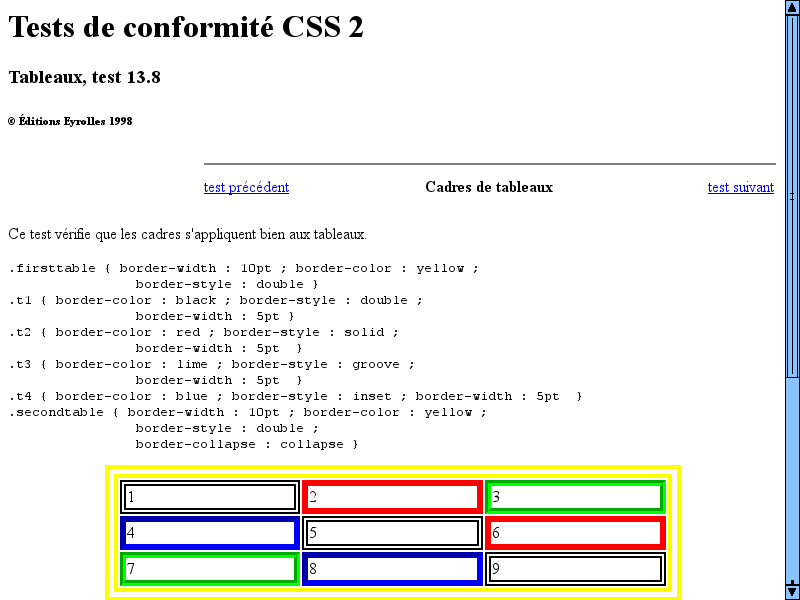 Tests de conformité CSS 2
Tableaux, test 13.8
© Éditions Eyrolles 1998
test précédent Cadres de tableaux test suivant
Ce test vérifie que les cadres s'appliquent bien aux tableaux.
.firsttable { border-width : 10pt ; border-color : yellow ;
border-style : double }
.t1 { border-color : black ; border-style : double ;
border-width : 5pt }
.t2 { border-color : red ; border-style : solid ;
border-width : 5pt }
.t3 { border-color : lime ; border-style : groove ;
border-width : 5pt }
.t4 { border-color : blue ; border-style : inset ; border-width : 5pt }
.secondtable { border-width : 10pt ; border-color : yellow ;
border-style : double ;
border-collapse : collapse }
1 2 3
4 5 6
7 8 9